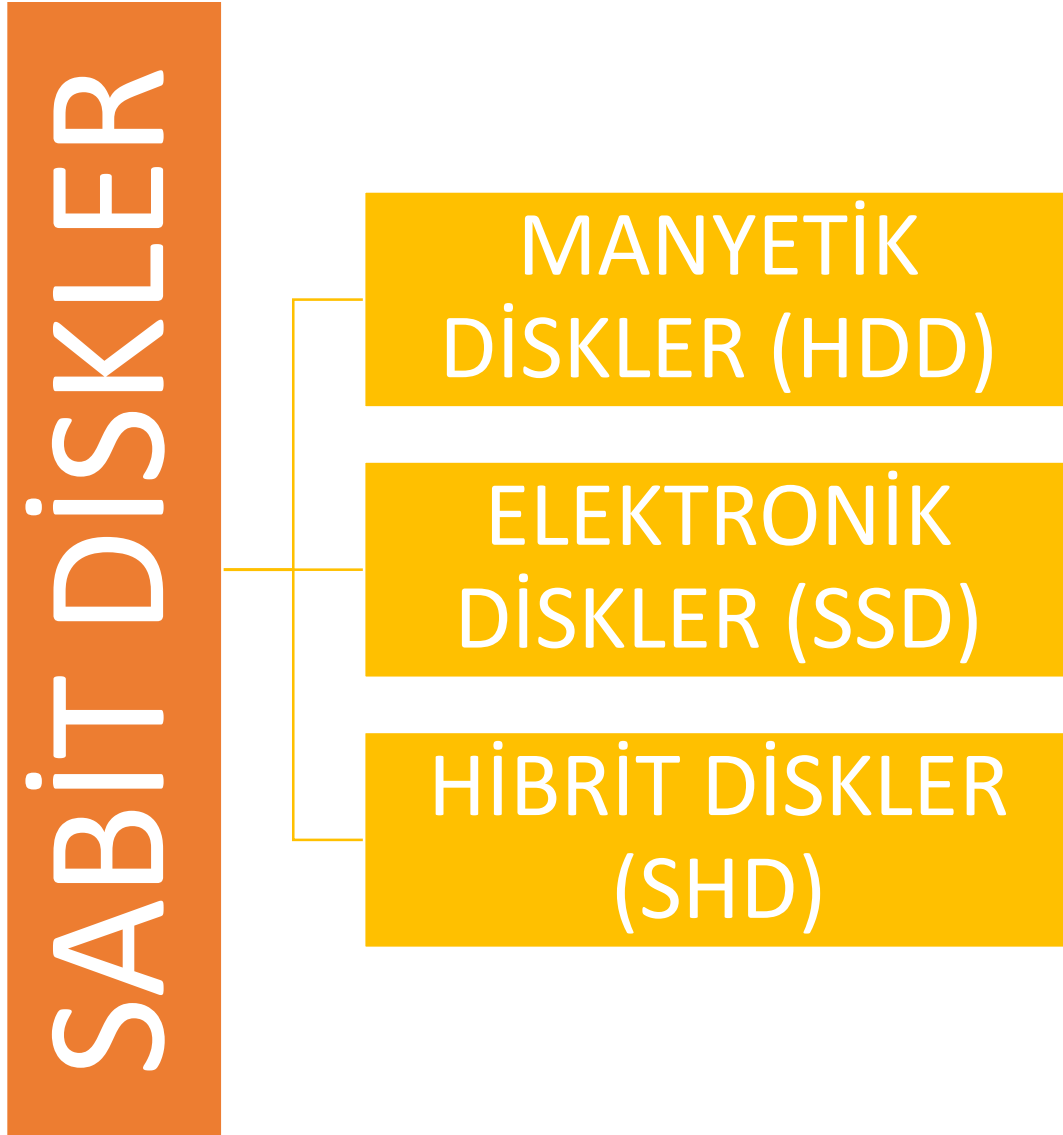 SABİT DİSKLER
MANYETİK
DİSKLER (HDD)
ELEKTRONİK
DİSKLER (SSD)
HİBRİT DİSKLER
(SHD)